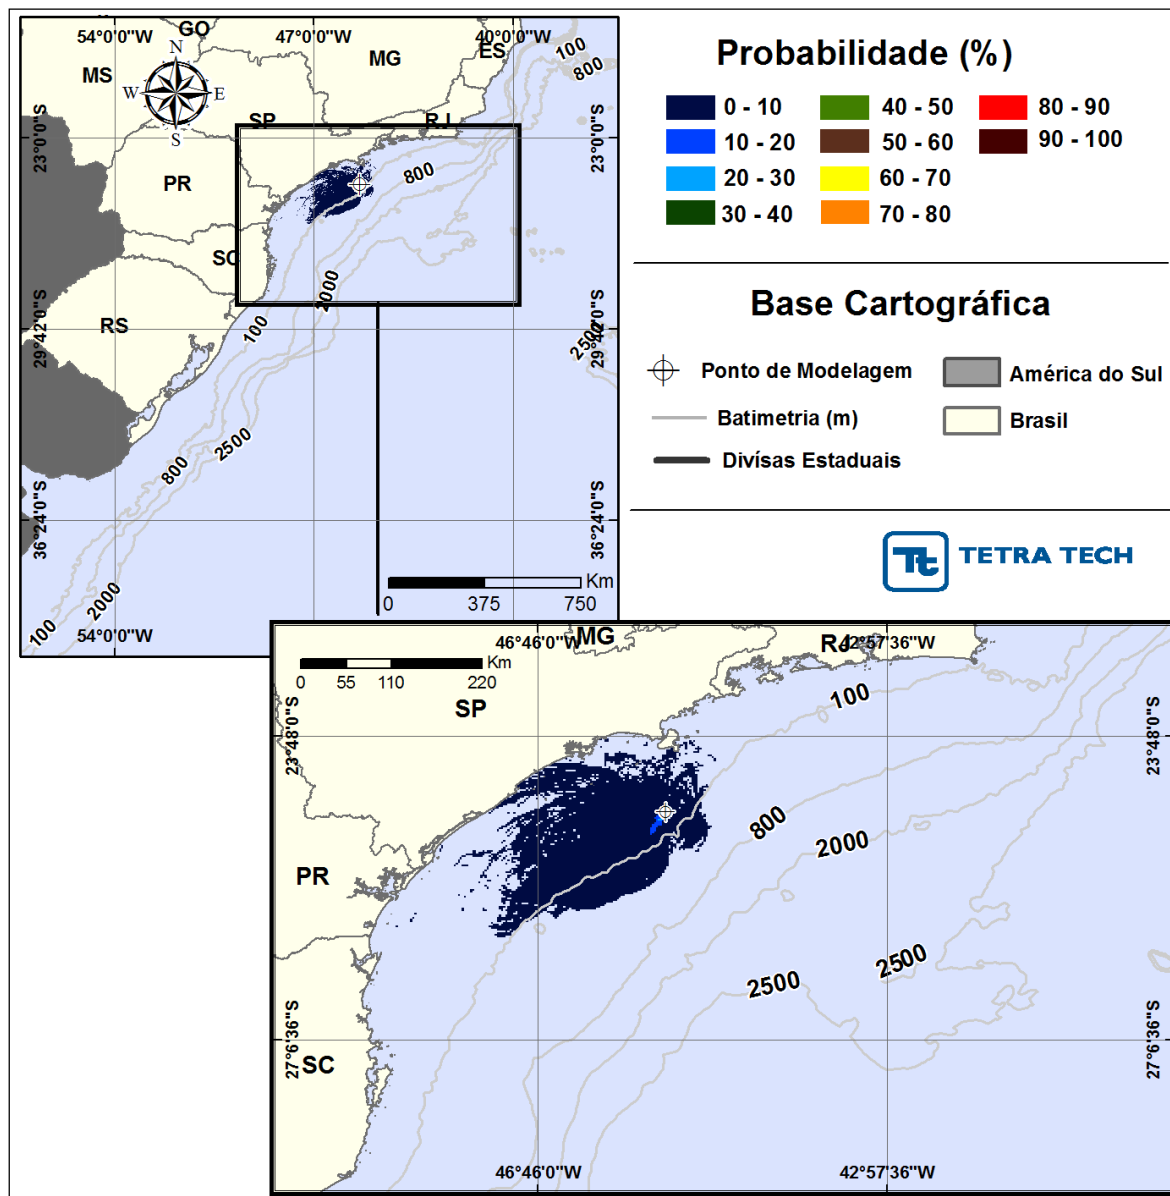 54°0'0"W
47°0'0"W
40°0'0"W
GO
MG
ES
MS
N
W
E
S
SP
RJ
100
800
23°0'0"S
23°0'0"S
PR
800
SC
RS
2000
100
29°42'0"S
29°42'0"S
2500
2500
800
36°24'0"S
36°24'0"S
2000
100
54°0'0"W
Km
0 375 750
Probabilidade (%)
0 - 10
40 - 50
80 - 90
10 - 20
50 - 60
90 - 100
20 - 30
60 - 70
30 - 40
70 - 80
Base Cartográfica
Ponto de Modelagem
América do Sul
Batimetria (m)
Brasil
Divísas Estaduais
Tt TETRA TECH
46°46'0"W
MG
RJ
42°57'36"W
Km
0 55 110 220
SP
100
23°48'0"S
23°48'0"S
800
2000
PR
2500
2500
27°6'36"S
27°6'36"S
SC
46°46'0"W
42°57'36"W